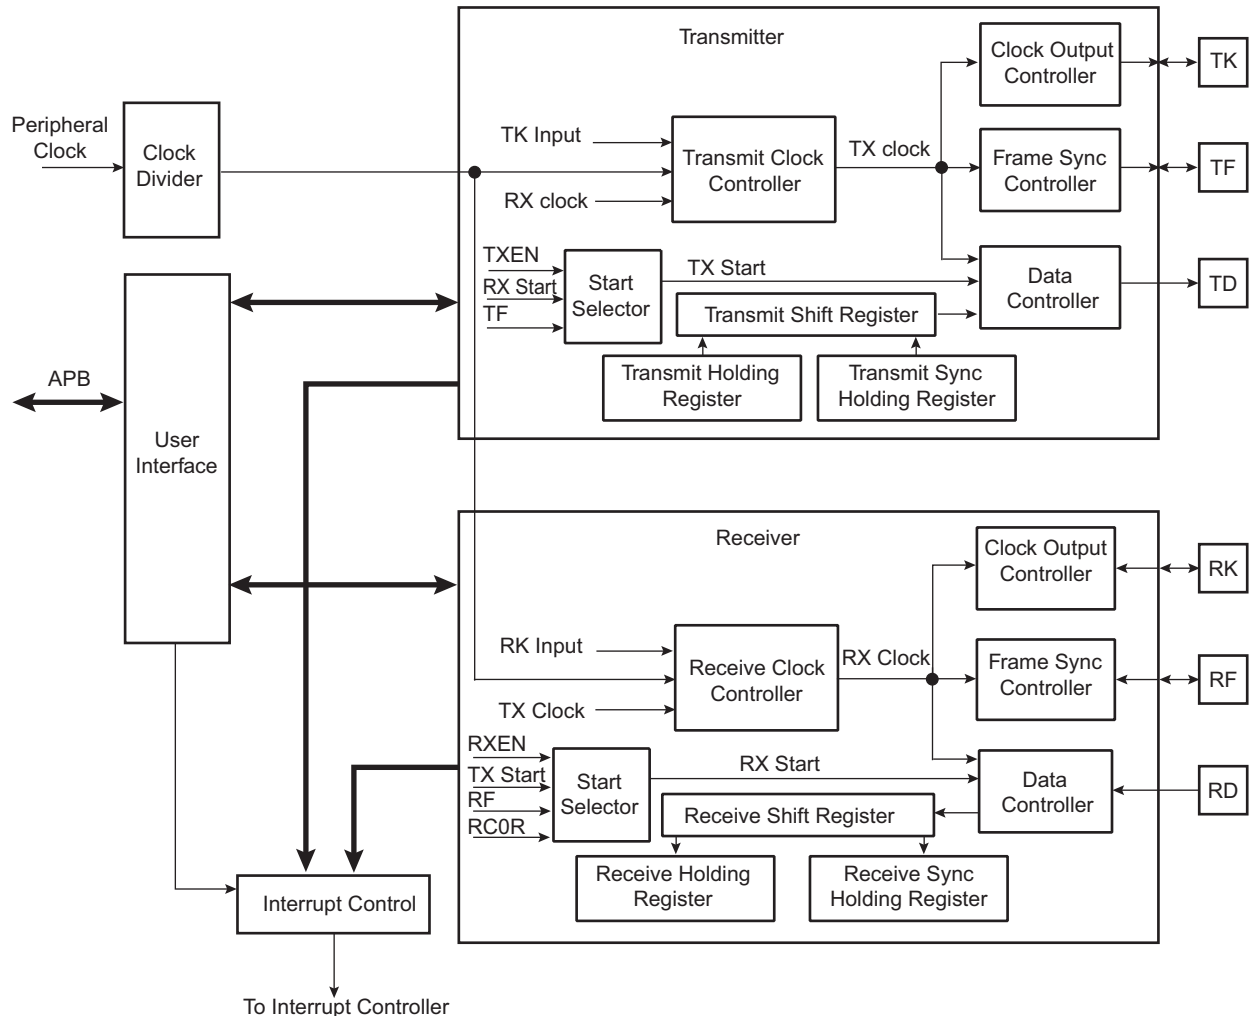 Transmitter
Clock Output
Controller
TK
Peripheral
Clock
Clock
Divider
TK Input
RX clock
Transmit Clock
Controller
TX clock
Frame Sync
Controller
TF
TXEN
RX Start
TF
Start
Selector
TX Start
Data
Controller
TD
Transmit Shift Register
Transmit Holding
Register
Transmit Sync
Holding Register
APB
User
Interface
Receiver
Clock Output
Controller
RK
RK Input
TX Clock
Receive Clock
Controller
RX Clock
Frame Sync
Controller
RF
RXEN
TX Start
RF
RC0R
Start
Selector
RX Start
Data
Controller
RD
Receive Shift Register
Receive Holding
Register
Receive Sync
Holding Register
Interrupt Control
To Interrupt Controller